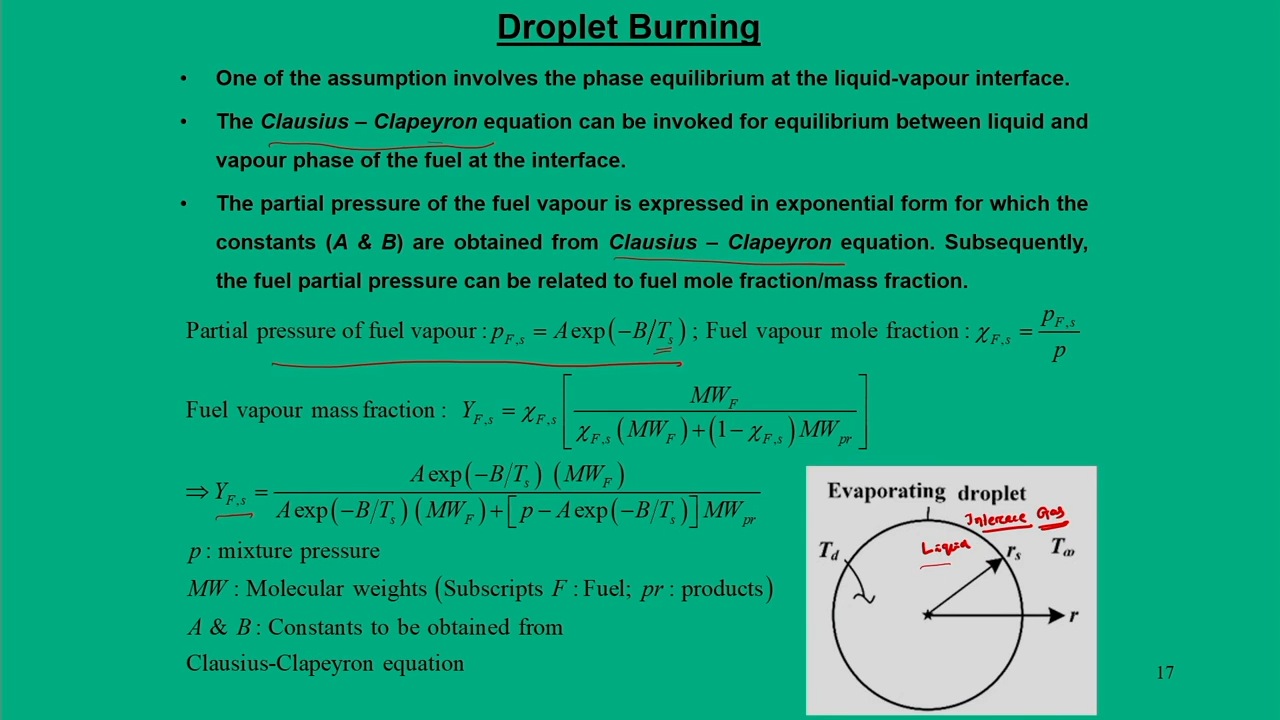 Droplet Burning
• One of the assumption involves the phase equilibrium at the liquid-vapour interface.
• The Clausius – Clapeyron equation can be invoked for equilibrium between liquid and
vapour phase of the fuel at the interface.
• The partial pressure of the fuel vapour is expressed in exponential form for which the
constants (A & B) are obtained from Clausius – Clapeyron equation. Subsequently,
the fuel partial pressure can be related to fuel mole fraction/mass fraction.
Partial pressure of fuel vapour : p_{F,s} = A exp(−B/T_s) ; Fuel vapour mole fraction : χ_{F,s} = p_{F,s} / p
Fuel vapour mass fraction : Y_{F,s} = χ_{F,s} [ MW_F / χ_{F,s}(MW_F)+(1−χ_{F,s})MW_{pr} ]
⇒ Y_{F,s} = A exp(−B/T_s)(MW_F) / A exp(−B/T_s)(MW_F)+[p−A exp(−B/T_s)]MW_{pr}
p : mixture pressure
MW : Molecular weights (Subscripts F : Fuel; pr : products)
A & B : Constants to be obtained from
Clausius-Clapeyron equation
Evaporating droplet
Gas
Liquid
T_d
r_s
T_∞
r
17